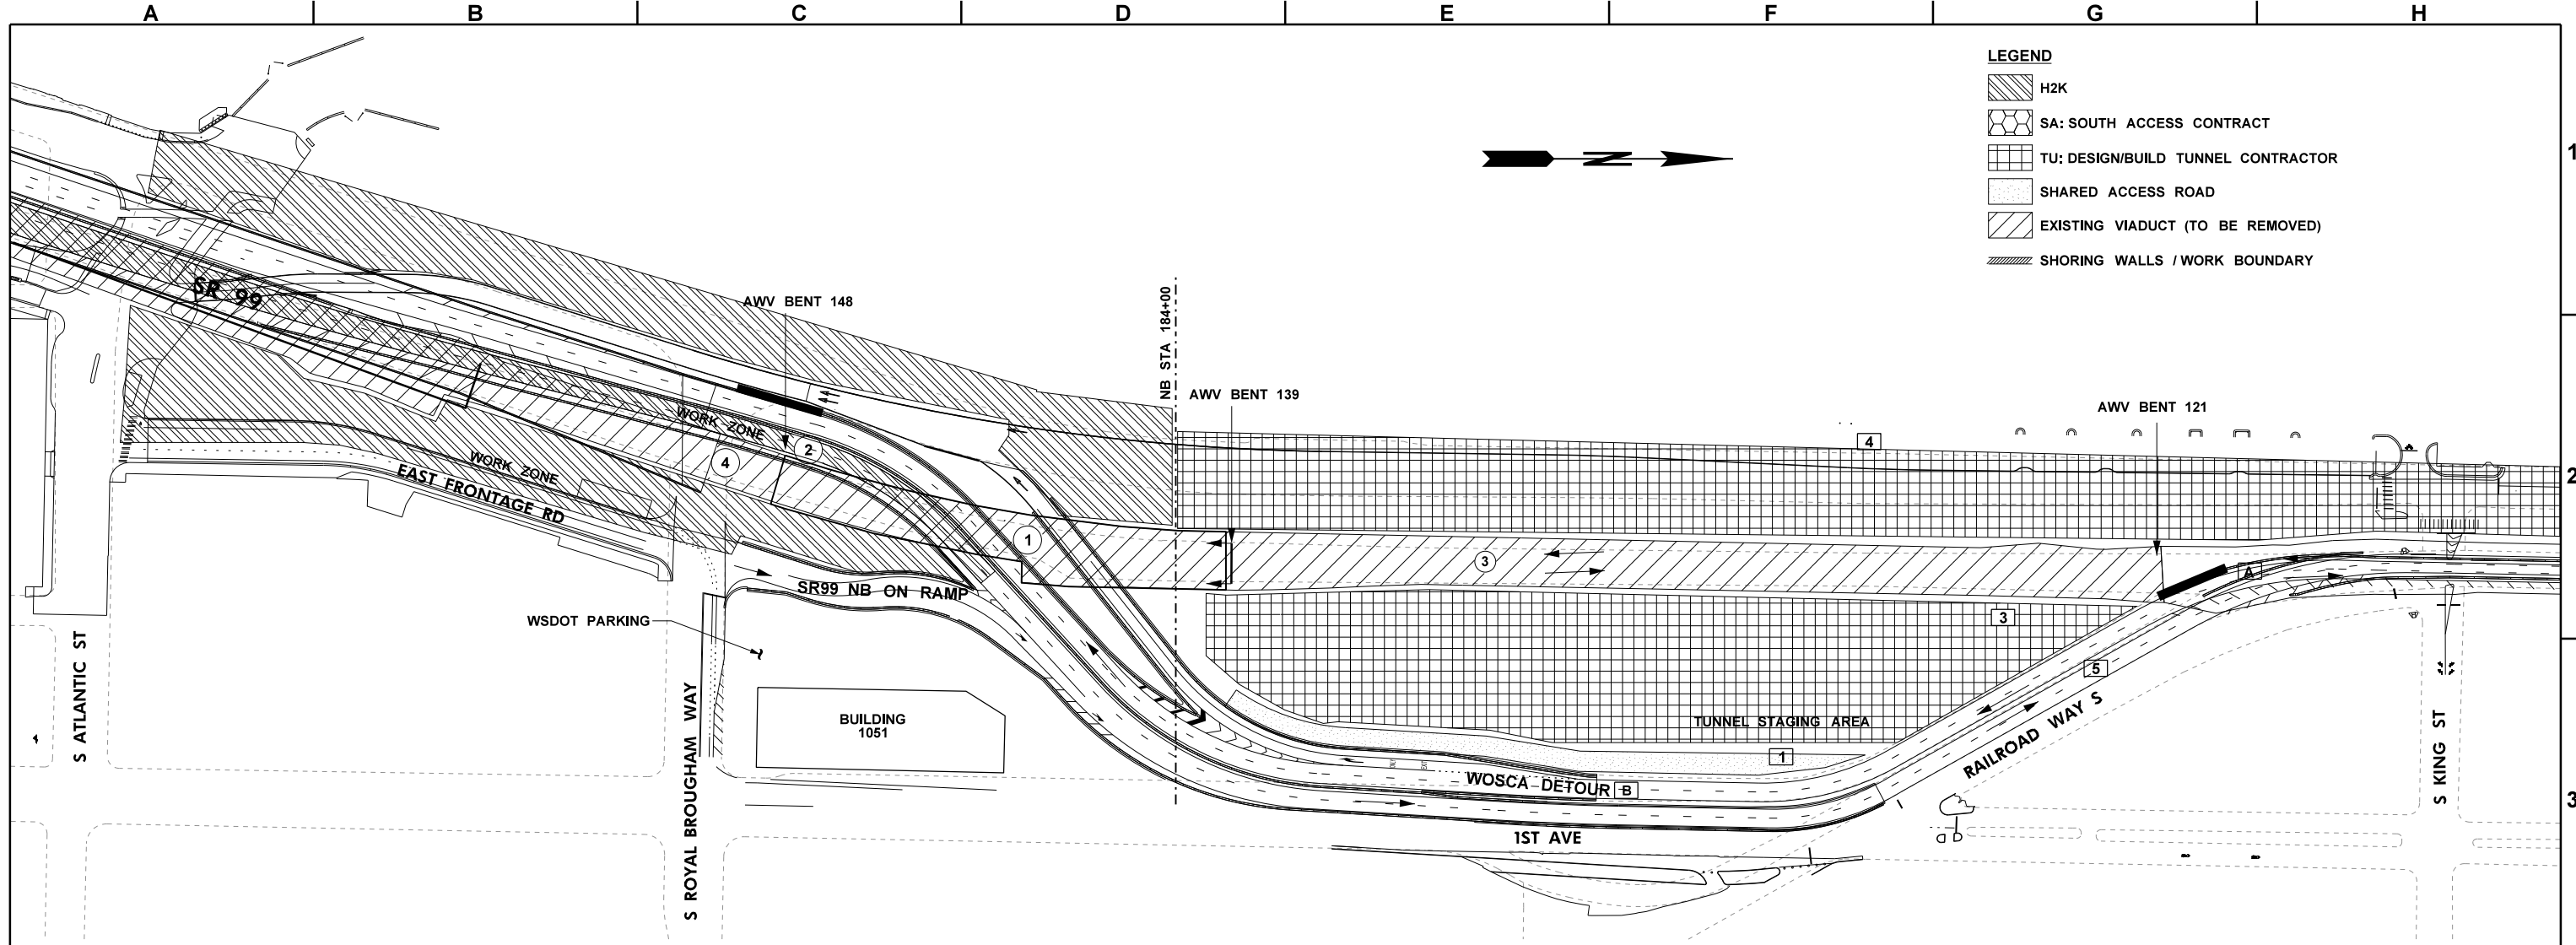 A B C D E F G H
LEGEND
H2K
SA: SOUTH ACCESS CONTRACT
TU: DESIGN/BUILD TUNNEL CONTRACTOR
SHARED ACCESS ROAD
EXISTING VIADUCT (TO BE REMOVED)
SHORING WALLS / WORK BOUNDARY
1
N
SR 99
AWV BENT 148
NB STA 184+00
AWV BENT 139
AWV BENT 121
WORK ZONE
2
4
4
2
WORK ZONE
EAST FRONTAGE RD
1
3
A
SR99 NB ON RAMP
WSDOT PARKING
3
5
S ATLANTIC ST
S ROYAL BROUGHAM WAY
BUILDING
1051
TUNNEL STAGING AREA
1
RAILROAD WAY S
S KING ST
WOSCA DETOUR
B
3
1ST AVE